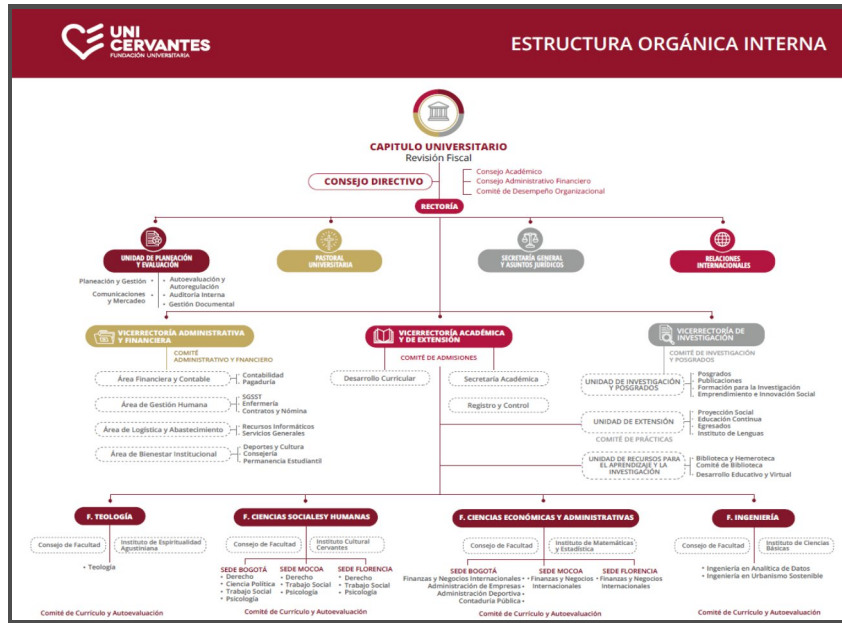 UNI
CERVANTES
FUNDACIÓN UNIVERSITARIA
ESTRUCTURA ORGÁNICA INTERNA
CAPITULO UNIVERSITARIO
Revisión Fiscal
CONSEJO DIRECTIVO
Consejo Académico
Consejo Administrativo Financiero
Comité de Desempeño Organizacional
RECTORÍA
UNIDAD DE PLANEACIÓN
Y EVALUACIÓN
Planeación y Gestión
Comunicaciones
y Mercadeo
Autoevaluación y
Autoregulación
Auditoria Interna
Gestión Documental
PASTORAL
UNIVERSITARIA
SECRETARÍA GENERAL
Y ASUNTOS JURÍDICOS
RELACIONES
INTERNACIONALES
VICERRECTORÍA ADMINISTRATIVA
Y FINANCIERA
COMITÉ
ADMINISTRATIVO Y FINANCIERO
Área Financiera y Contable
Contabilidad
Pagaduría
Área de Gestión Humana
SGSST
Enfermería
Contratos y Nómina
Área de Logística y Abastecimiento
Recursos Informáticos
Servicios Generales
Área de Bienestar Institucional
Deportes y Cultura
Consejería
Permanencia Estudiantil
VICERRECTORÍA ACADÉMICA
Y DE EXTENSIÓN
COMITÉ DE ADMISIONES
Desarrollo Curricular
Secretaria Académica
Registro y Control
VICERRECTORÍA DE
INVESTIGACIÓN
COMITÉ DE INVESTIGACIÓN
Y POSGRADOS
UNIDAD DE INVESTIGACIÓN
Y POSGRADOS
Posgrados
Publicaciones
Formación para la Investigación
Emprendimiento e Innovación Social
UNIDAD DE EXTENSIÓN
COMITÉ DE PRÁCTICAS
Proyección Social
Educación Continua
Egresados
Instituto de Lenguas
UNIDAD DE RECURSOS PARA
EL APRENDIZAJE Y LA
INVESTIGACIÓN
Biblioteca y Hemeroteca
Comité de Biblioteca
Desarrollo Educativo y Virtual
F. TEOLOGÍA
Consejo de Facultad
Instituto de Espiritualidad
Agustiniana
• Teología
Comité de Currículo y Autoevaluación
F. CIENCIAS SOCIALESY HUMANAS
Consejo de Facultad
Instituto Cultural
Cervantes
SEDE BOGOTÁ
• Derecho
• Ciencia Política
• Trabajo Social
• Psicología
SEDE MOCOA
• Derecho
• Trabajo Social
• Psicología
SEDE FLORENCIA
• Derecho
• Trabajo Social
• Psicología
Comité de Currículo y Autoevaluación
F. CIENCIAS ECONÓMICAS Y ADMINISTRATIVAS
Consejo de Facultad
Instituto de Matemáticas
y Estadística
SEDE BOGOTÁ
Finanzas y Negocios Internacionales •
Administración de Empresas •
Administración Deportiva •
Contaduría Pública •
SEDE MOCOA
• Finanzas y Negocios
Internacionales
SEDE FLORENCIA
• Finanzas y Negocios
Internacionales
Comité de Currículo y Autoevaluación
F. INGENIERÍA
Consejo de Facultad
Instituto de Ciencias
Básicas
• Ingeniería en Analítica de Datos
• Ingeniería en Urbanismo Sostenible
Comité de Currículo y Autoevaluación